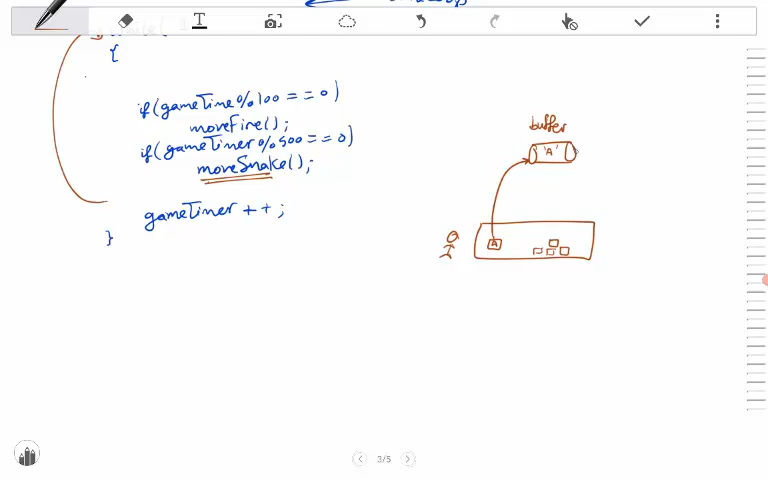 {
if(gameTime%100==0)
moveFire();
if(gameTimer%500==0)
moveSnake();
gameTimer++;
}
buffer
'A'
A
3/5